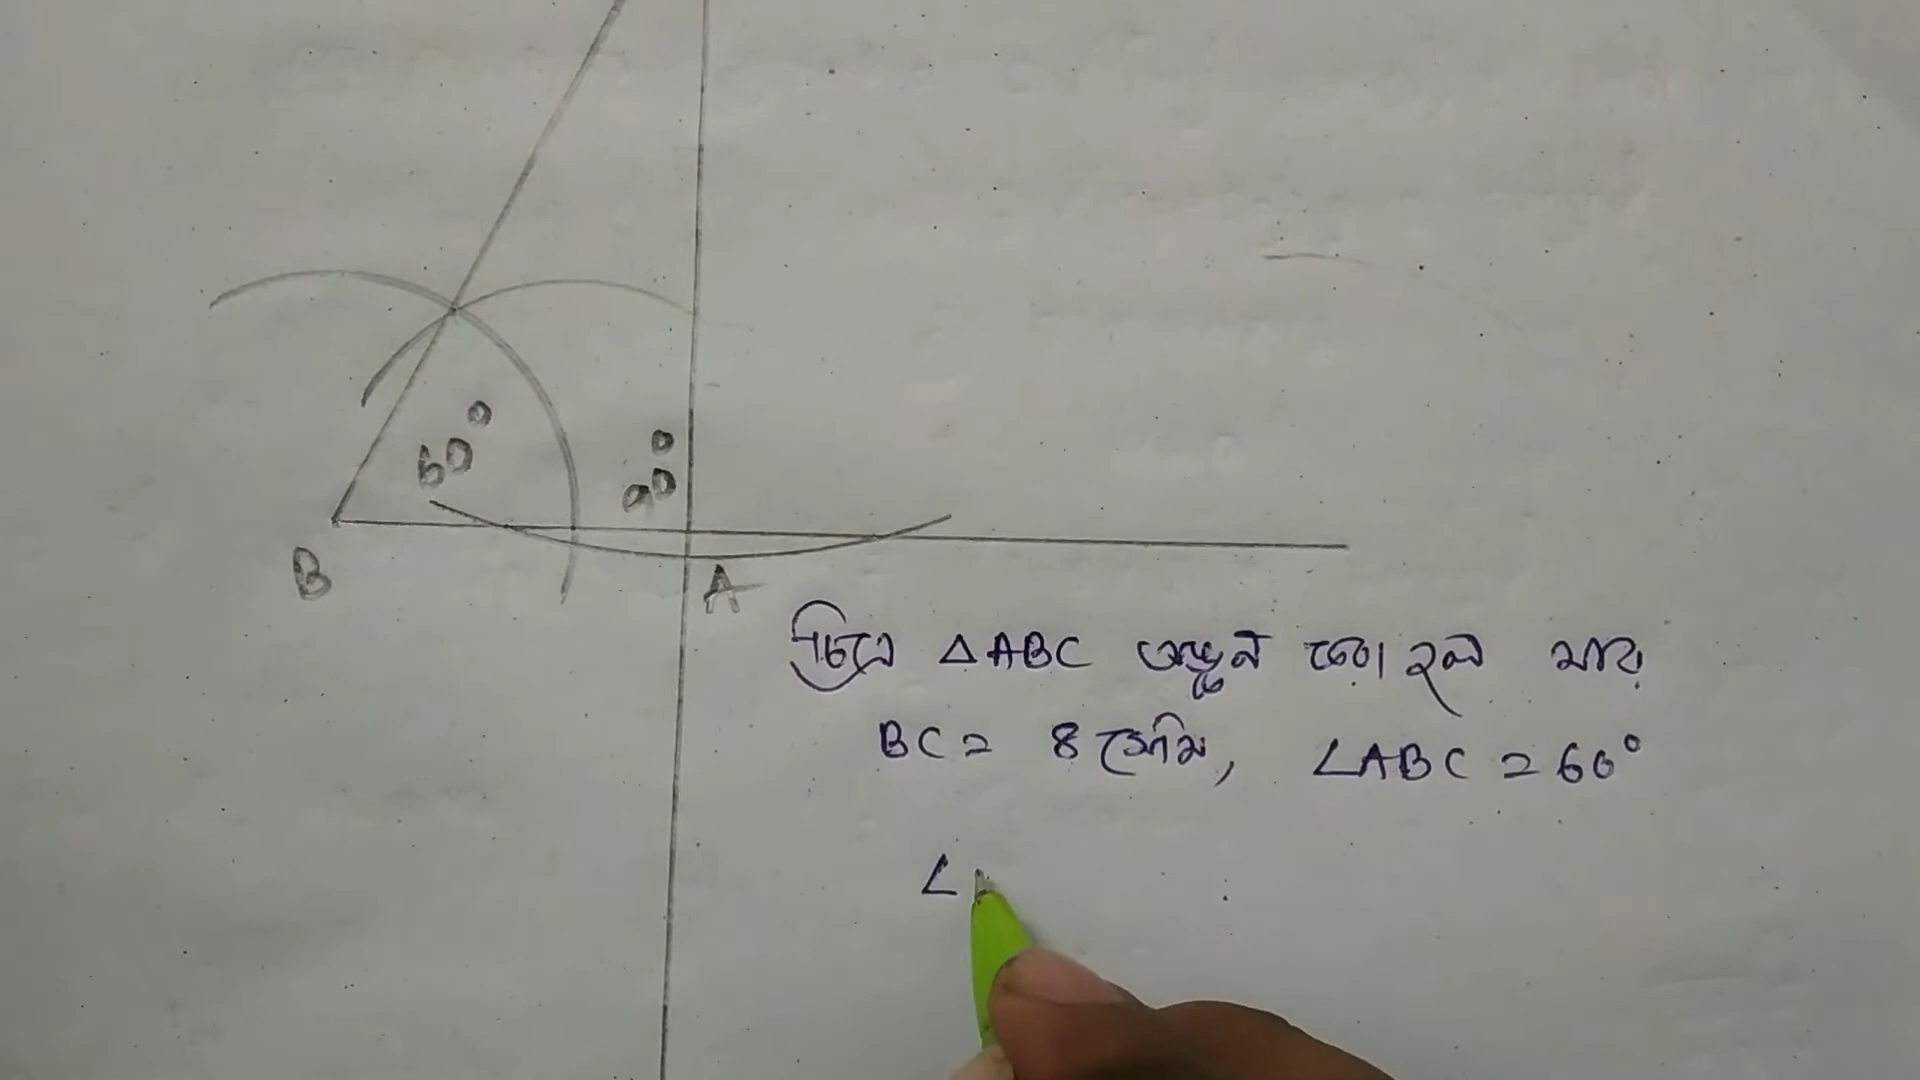 60°
90°
B
A
চিত্রে △ABC অঙ্কন করা হল যার
BC = 8 সেমি, ∠ABC = 60°
∠